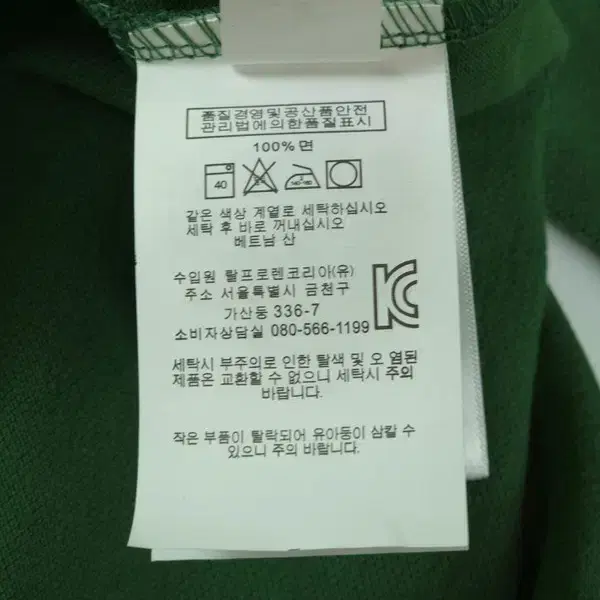 품질경영및공산품안전
관리법에의한품질표시
100% 면
40
140-160
같은 색상 계열로 세탁하십시오
세탁 후 바로 꺼내십시오
베트남 산
수입원 랄프로렌코리아(유)
주소 서울특별시 금천구
가산동 336-7
소비자상담실 080-566-1199
세탁시 부주의로 인한 탈색 및 오 염된
제품은 교환할 수 없으니 세탁시 주의
바랍니다.
작은 부품이 탈락되어 유아둥이 삼칼 수
있으니 주의 바랍니다.